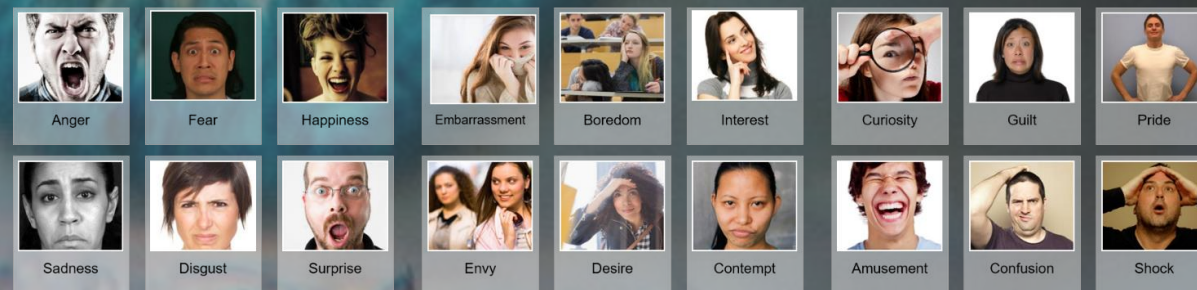 Anger Fear Happiness Embarrassment Boredom Interest Curiosity Guilt Pride
Sadness Disgust Surprise Envy Desire Contempt Amusement Confusion Shock